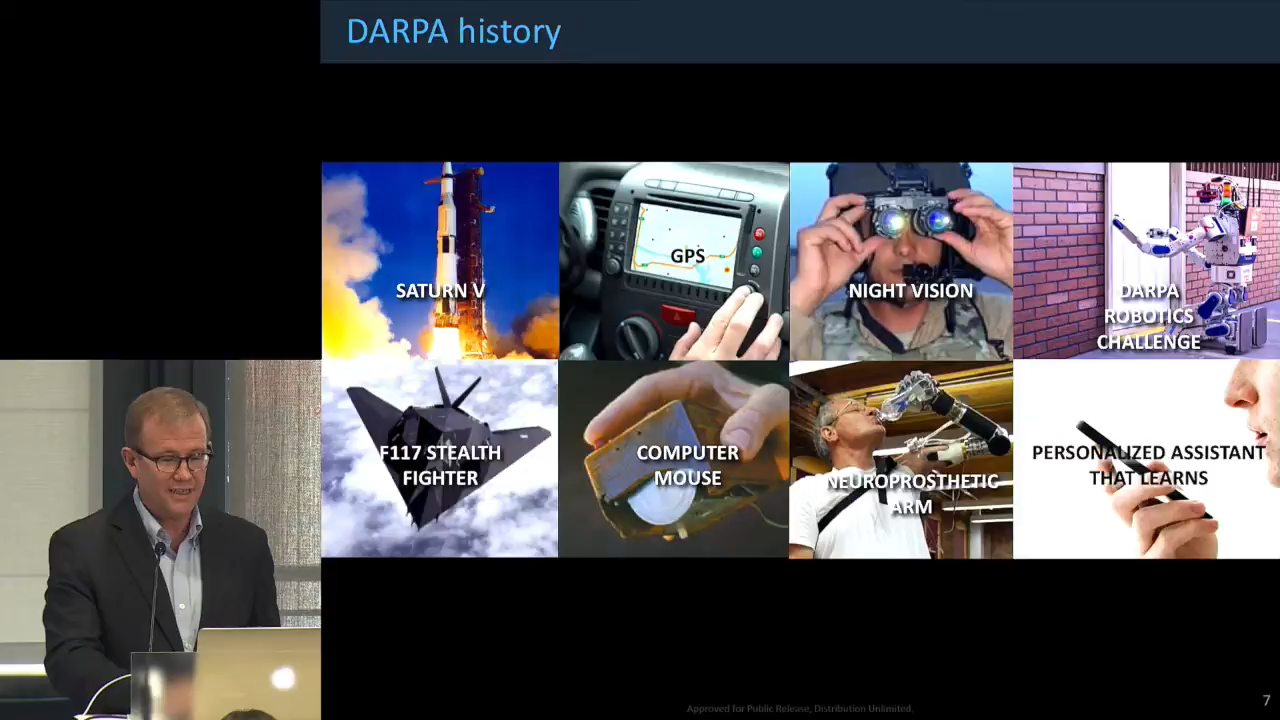 DARPA history
SATURN V
GPS
NIGHT VISION
DARPA
ROBOTICS
CHALLENGE
F117 STEALTH
FIGHTER
COMPUTER
MOUSE
NEUROPROSTHETIC
ARM
PERSONALIZED ASSISTANT
THAT LEARNS
Approved for Public Release, Distribution Unlimited.
7